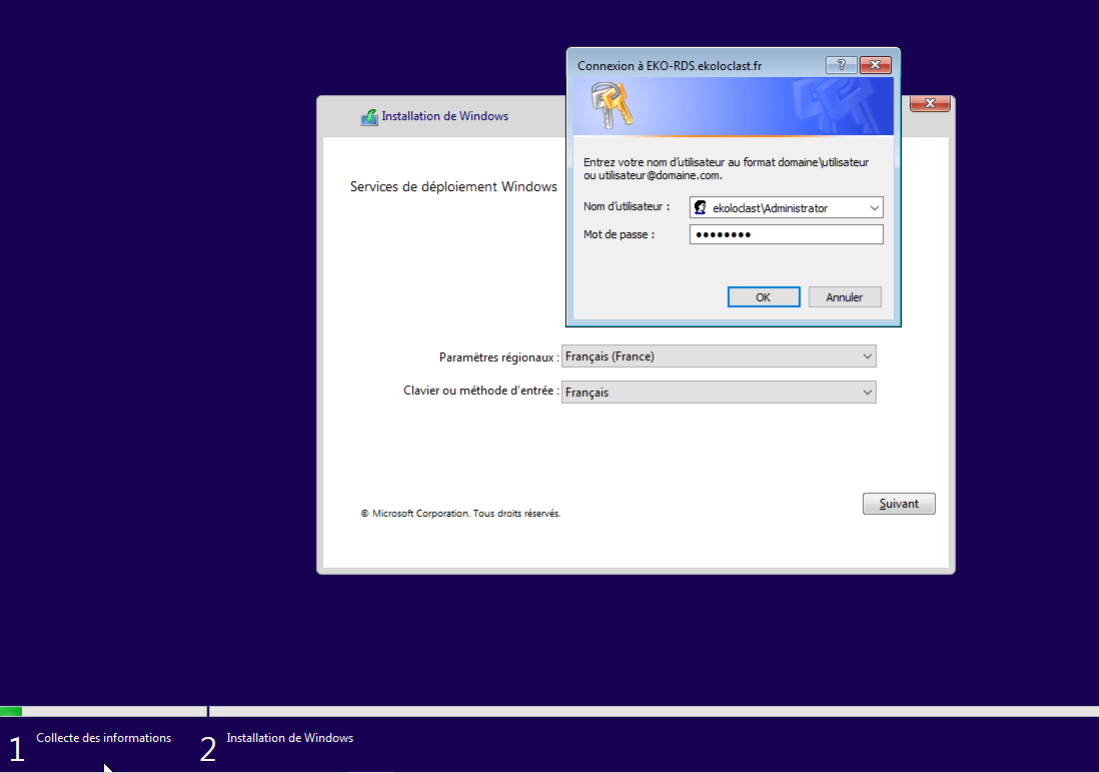 Connexion à EKO-RDS.ekoloclast.fr
Installation de Windows
Entrez votre nom d'utilisateur au format domaine\utilisateur
ou utilisateur@domaine.com.
Services de déploiement Windows
Nom d'utilisateur : ekoloclast\Administrator
Mot de passe : ••••••••
OK Annuler
Paramètres régionaux : Français (France)
Clavier ou méthode d'entrée : Français
Suivant
© Microsoft Corporation. Tous droits réservés.
1 Collecte des informations 2 Installation de Windows